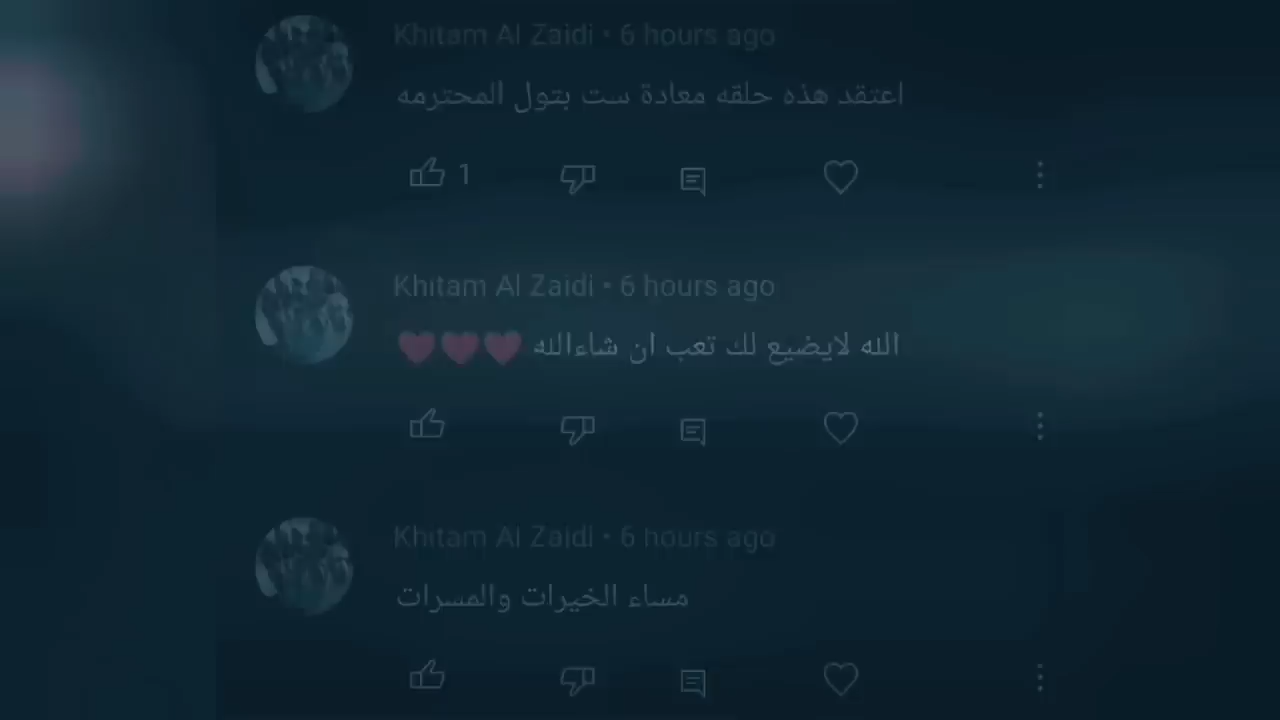 Khitam Al Zaidi • 6 hours ago
اعتقد هذه حلقه معادة ست بتول المحترمه
1
Khitam Al Zaidi • 6 hours ago
الله لايضيع لك تعب ان شاءالله ♥♥♥
Khitam Al Zaidi • 6 hours ago
مساء الخيرات والمسرات